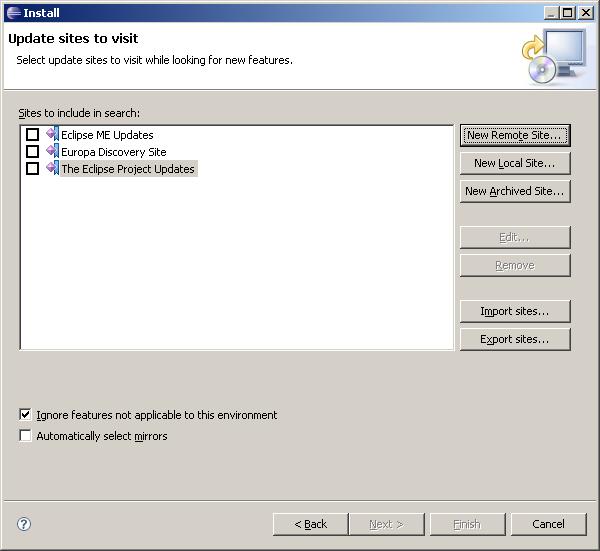 Install
Update sites to visit
Select update sites to visit while looking for new features.
Sites to include in search:
Eclipse ME Updates
Europa Discovery Site
The Eclipse Project Updates
New Remote Site...
New Local Site...
New Archived Site...
Edit...
Remove
Import sites...
Export sites...
Ignore features not applicable to this environment
Automatically select mirrors
?
< Back
Next >
Finish
Cancel